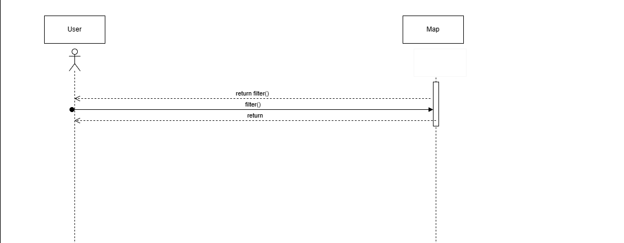 User
Map
return filter()
filter()
return